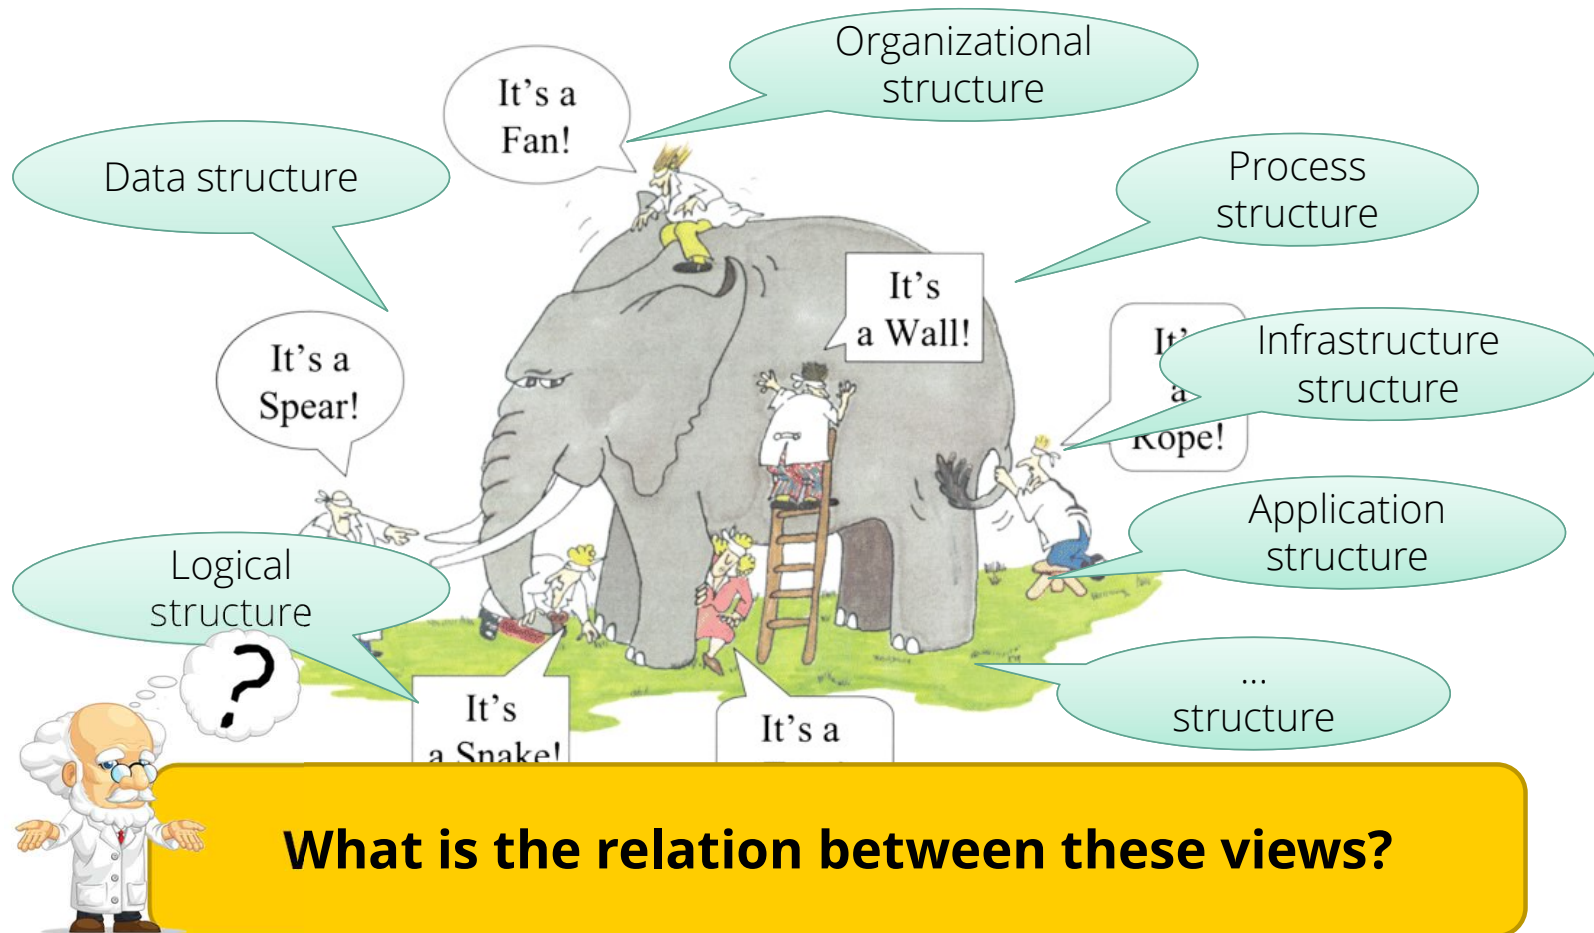 Organizational
structure
It's a
Fan!
Data structure
Process
structure
It's
a Wall!
It's a
Spear!
Infrastructure
structure
a
Rope!
Application
structure
Logical
structure
?
...
structure
It's
a Snake!
It's a
What is the relation between these views?